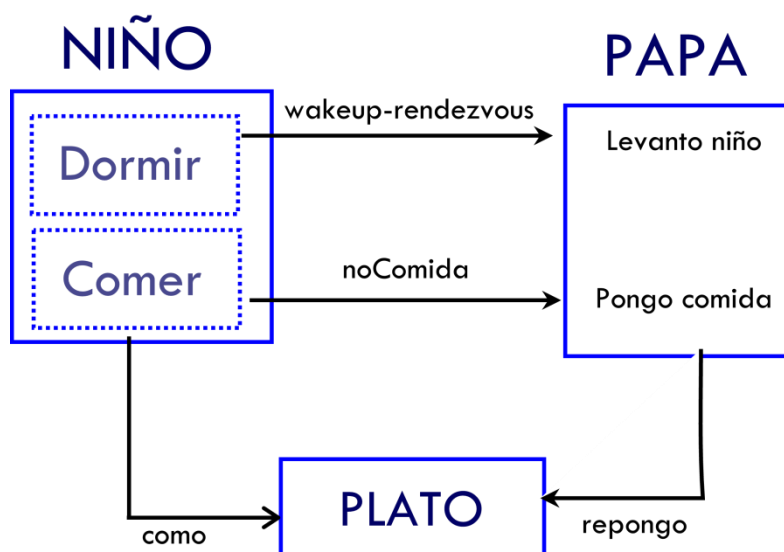 NIÑO
PAPA
wakeup-rendezvous
Levanto niño
Dormir
noComida
Comer
Pongo comida
PLATO
como
repongo